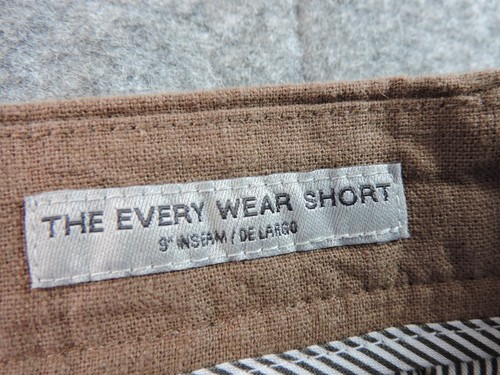 THE EVERY WEAR SHORT
9" INSEAM / DE LARGO